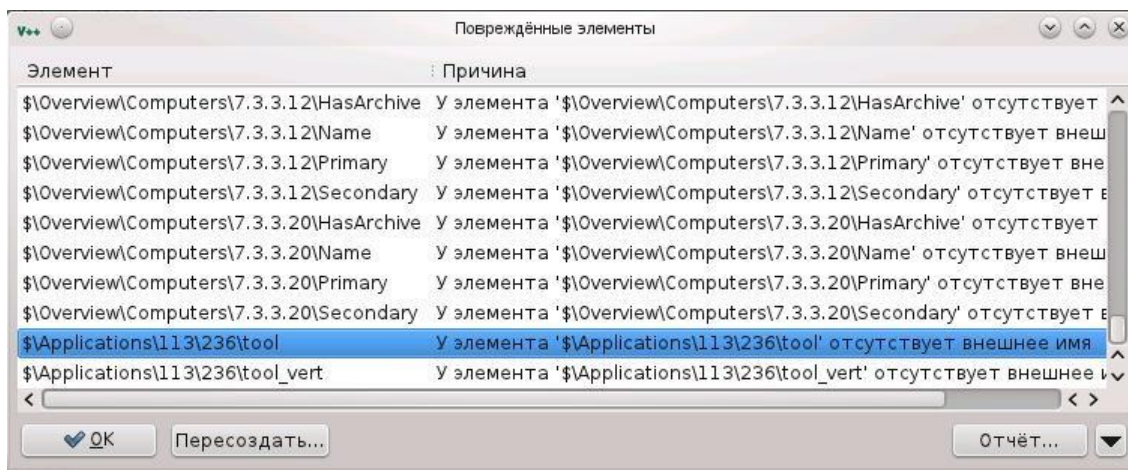 V++ Повреждённые элементы
Элемент Причина
$\Overview\Computers\7.3.3.12\HasArchive У элемента '$\Overview\Computers\7.3.3.12\HasArchive' отсутствует
$\Overview\Computers\7.3.3.12\Name У элемента '$\Overview\Computers\7.3.3.12\Name' отсутствует внеш
$\Overview\Computers\7.3.3.12\Primary У элемента '$\Overview\Computers\7.3.3.12\Primary' отсутствует вне
$\Overview\Computers\7.3.3.12\Secondary У элемента '$\Overview\Computers\7.3.3.12\Secondary' отсутствует в
$\Overview\Computers\7.3.3.20\HasArchive У элемента '$\Overview\Computers\7.3.3.20\HasArchive' отсутствует
$\Overview\Computers\7.3.3.20\Name У элемента '$\Overview\Computers\7.3.3.20\Name' отсутствует внеш
$\Overview\Computers\7.3.3.20\Primary У элемента '$\Overview\Computers\7.3.3.20\Primary' отсутствует вне
$\Overview\Computers\7.3.3.20\Secondary У элемента '$\Overview\Computers\7.3.3.20\Secondary' отсутствует в
$\Applications\113\236\tool У элемента '$\Applications\113\236\tool' отсутствует внешнее имя
$\Applications\113\236\tool_vert У элемента '$\Applications\113\236\tool_vert' отсутствует внешнее и
OK Пересоздать... Отчёт...